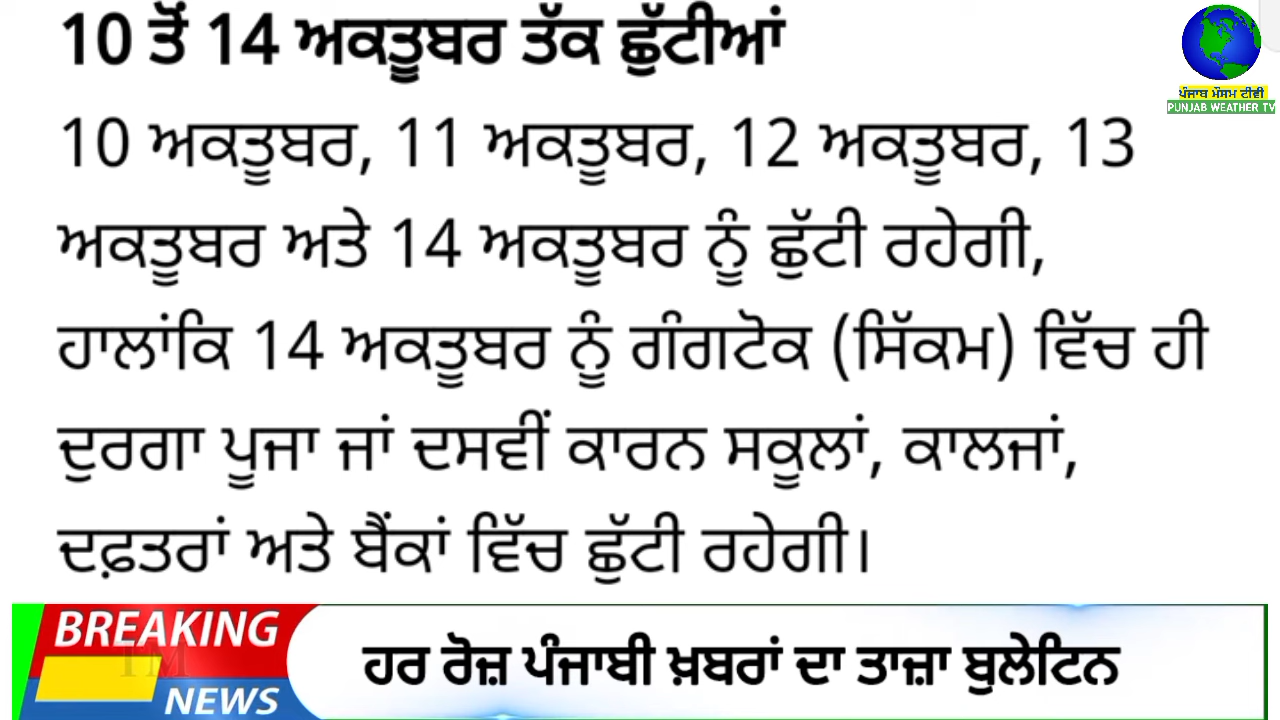 10 ਤੋਂ 14 ਅਕਤੂਬਰ ਤੱਕ ਛੁੱਟੀਆਂ
ਪੰਜਾਬ ਮੌਸਮ ਟੀਵੀ
PUNJAB WEATHER TV
10 ਅਕਤੂਬਰ, 11 ਅਕਤੂਬਰ, 12 ਅਕਤੂਬਰ, 13
ਅਕਤੂਬਰ ਅਤੇ 14 ਅਕਤੂਬਰ ਨੂੰ ਛੁੱਟੀ ਰਹੇਗੀ,
ਹਾਲਾਂਕਿ 14 ਅਕਤੂਬਰ ਨੂੰ ਗੰਗਟੋਕ (ਸਿੱਕਮ) ਵਿੱਚ ਹੀ
ਦੁਰਗਾ ਪੂਜਾ ਜਾਂ ਦਸਵੀਂ ਕਾਰਨ ਸਕੂਲਾਂ, ਕਾਲਜਾਂ,
ਦਫ਼ਤਰਾਂ ਅਤੇ ਬੈਂਕਾਂ ਵਿੱਚ ਛੁੱਟੀ ਰਹੇਗੀ।
BREAKING
NEWS
ਹਰ ਰੋਜ਼ ਪੰਜਾਬੀ ਖ਼ਬਰਾਂ ਦਾ ਤਾਜ਼ਾ ਬੁਲੇਟਿਨ